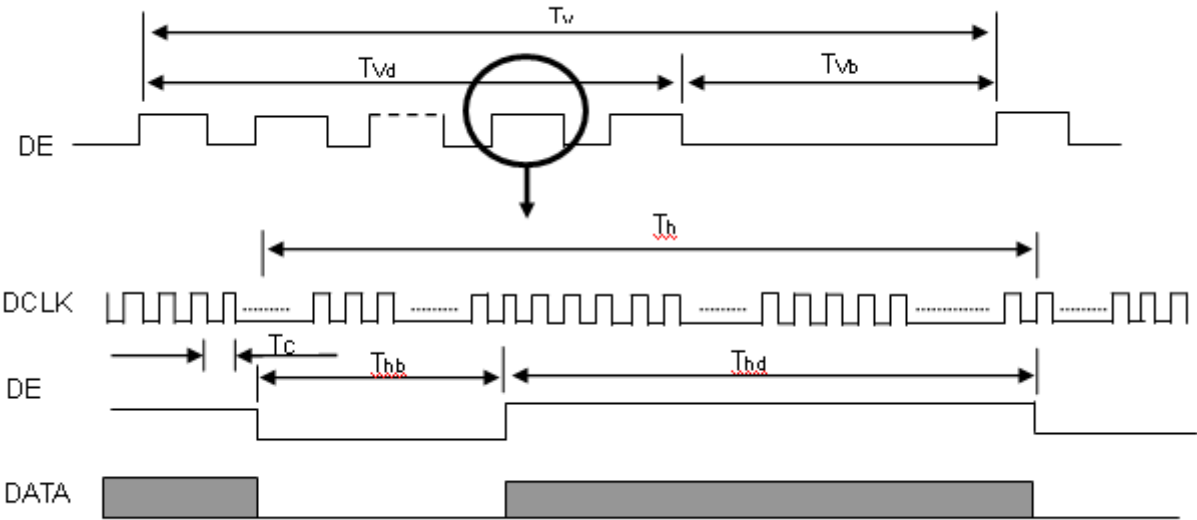 Tv
Tvd
Tvb
DE
Th
DCLK
Tc
Thb
Thd
DE
DATA